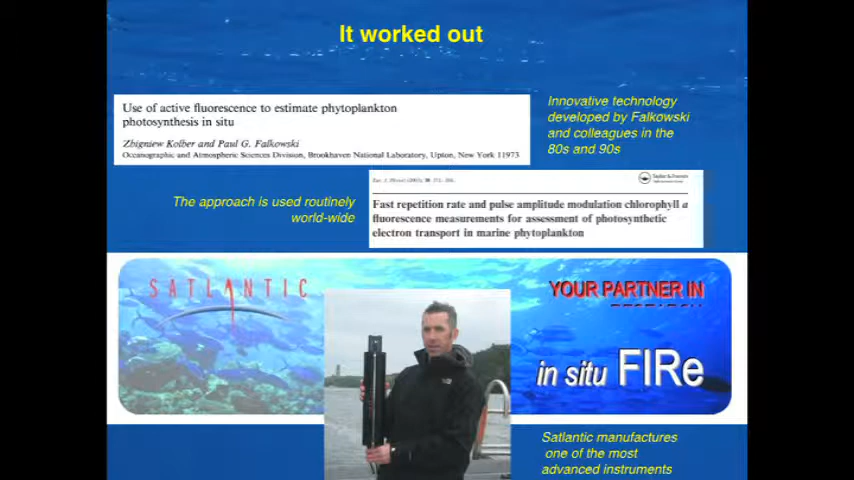 It worked out
Use of active fluorescence to estimate phytoplankton
photosynthesis in situ
Zbigniew Kolber and Paul G. Falkowski
Oceanographic and Atmospheric Sciences Division, Brookhaven National Laboratory, Upton, New York 11973
Innovative technology
developed by Falkowski
and colleagues in the
80s and 90s
The approach is used routinely
world-wide
Taylor & Francis
Fast repetition rate and pulse amplitude modulation chlorophyll a
fluorescence measurements for assessment of photosynthetic
electron transport in marine phytoplankton
SATLANTIC
YOUR PARTNER IN
RESEARCH
in situ FIRe
Satlantic manufactures
one of the most
advanced instruments